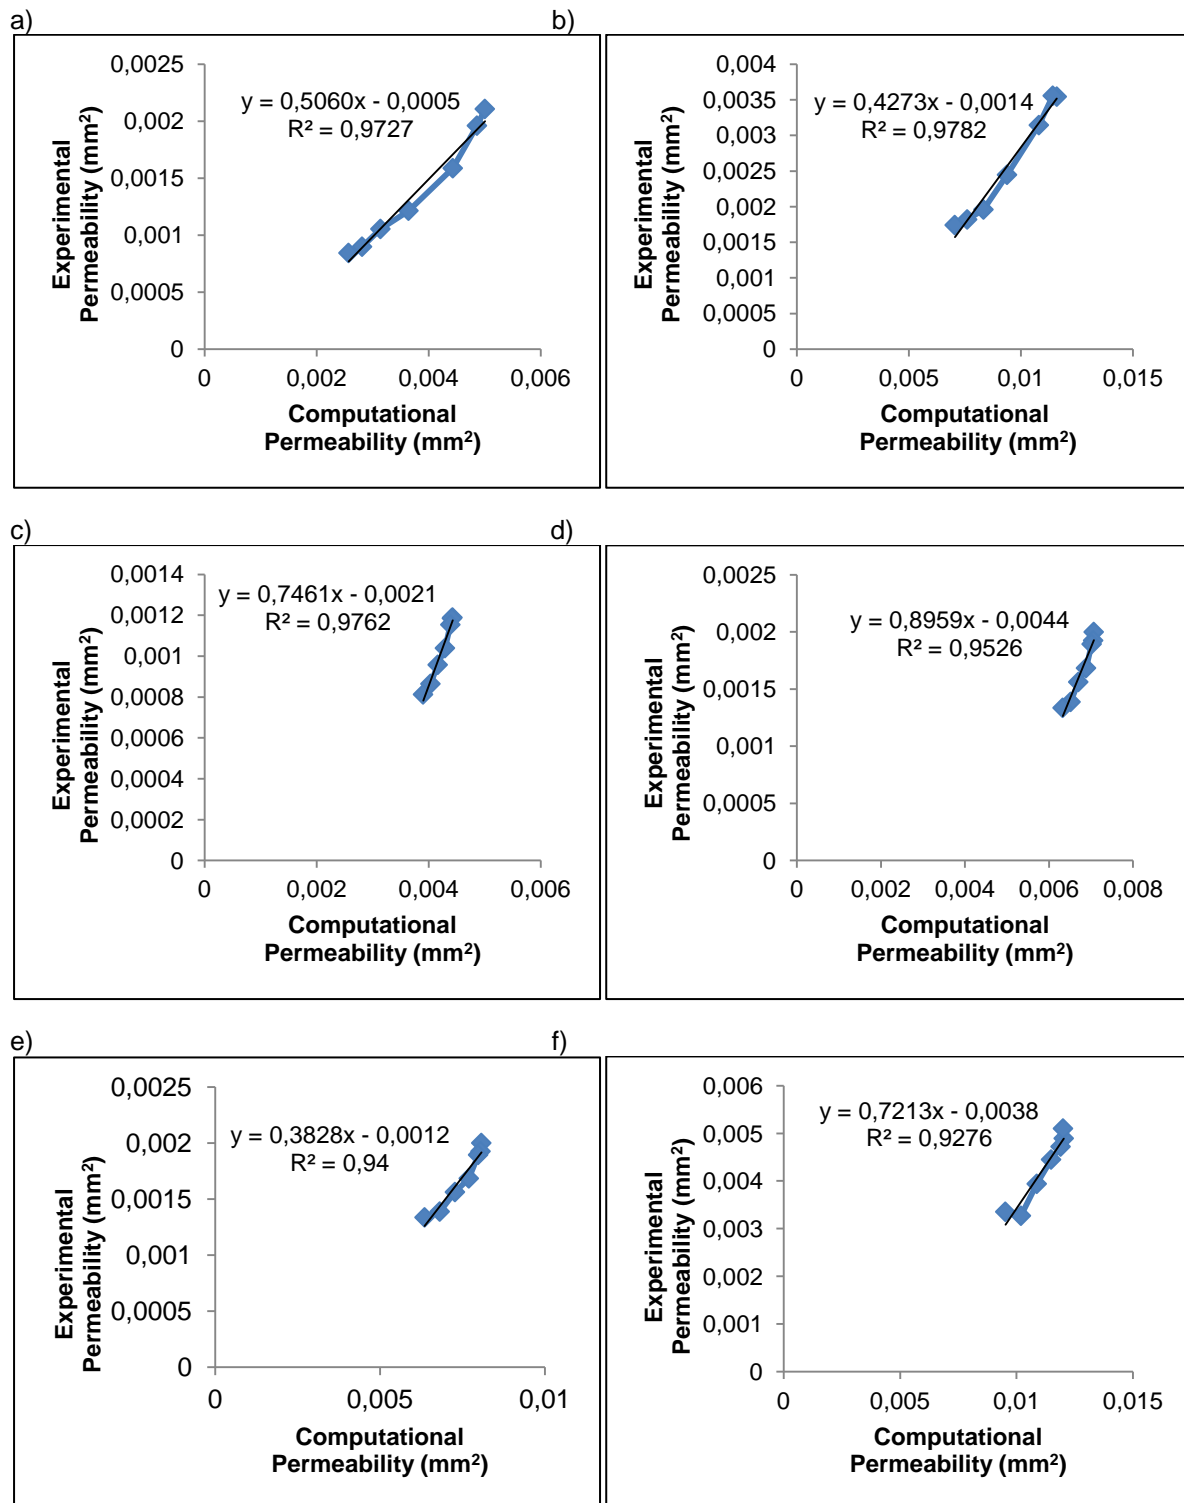 a)
0,0025
0,002
0,0015
0,001
0,0005
0
y = 0,5060x - 0,0005
R² = 0,9727
Experimental
Permeability (mm²)
0 0,002 0,004 0,006
Computational
Permeability (mm²)
b)
0,004
0,0035
0,003
0,0025
0,002
0,0015
0,001
0,0005
0
y = 0,4273x - 0,0014
R² = 0,9782
Experimental
Permeability (mm²)
0 0,005 0,01 0,015
Computational
Permeability (mm²)
c)
0,0014
0,0012
0,001
0,0008
0,0006
0,0004
0,0002
0
y = 0,7461x - 0,0021
R² = 0,9762
Experimental
Permeability (mm²)
0 0,002 0,004 0,006
Computational
Permeability (mm²)
d)
0,0025
0,002
0,0015
0,001
0,0005
0
y = 0,8959x - 0,0044
R² = 0,9526
Experimental
Permeability (mm²)
0 0,002 0,004 0,006 0,008
Computational
Permeability (mm²)
e)
0,0025
0,002
0,0015
0,001
0,0005
0
y = 0,3828x - 0,0012
R² = 0,94
Experimental
Permeability (mm²)
0 0,005 0,01
Computational
Permeability (mm²)
f)
0,006
0,005
0,004
0,003
0,002
0,001
0
y = 0,7213x - 0,0038
R² = 0,9276
Experimental
Permeability (mm²)
0 0,005 0,01 0,015
Computational
Permeability (mm²)